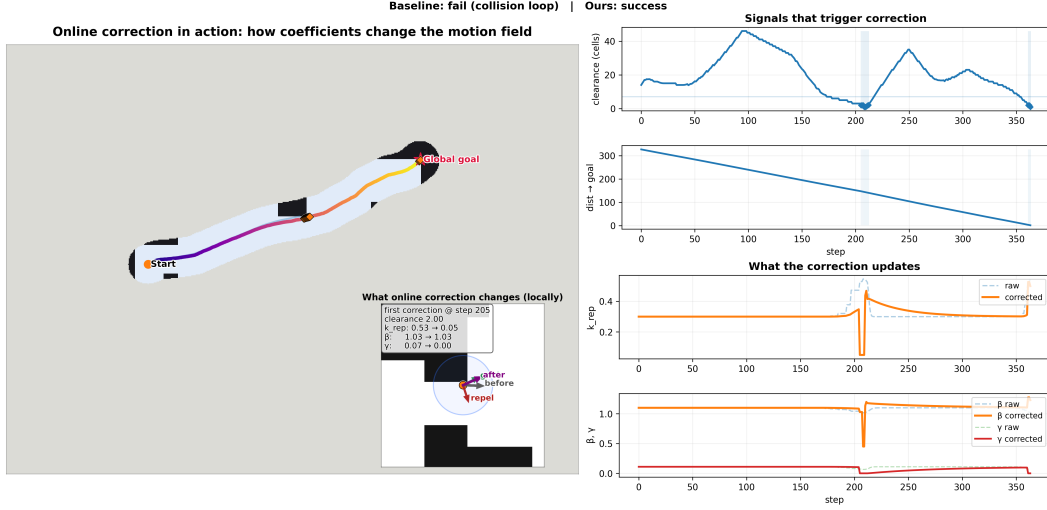 Baseline: fail (collision loop)   |   Ours: success
Online correction in action: how coefficients change the motion field
Global goal
Start
What online correction changes (locally)
first correction @ step 205
clearance 2.00
k_rep: 0.53 → 0.05
β: 1.03 → 1.03
γ: 0.07 → 0.00
after
before
repel
Signals that trigger correction
clearance (cells)
40
20
0
0 50 100 150 200 250 300 350
dist → goal
300
200
100
0
0 50 100 150 200 250 300 350
step
What the correction updates
k_rep
0.4
0.2
raw
corrected
0 50 100 150 200 250 300 350
β, γ
1.0
0.5
0.0
β raw
β corrected
γ raw
γ corrected
0 50 100 150 200 250 300 350
step